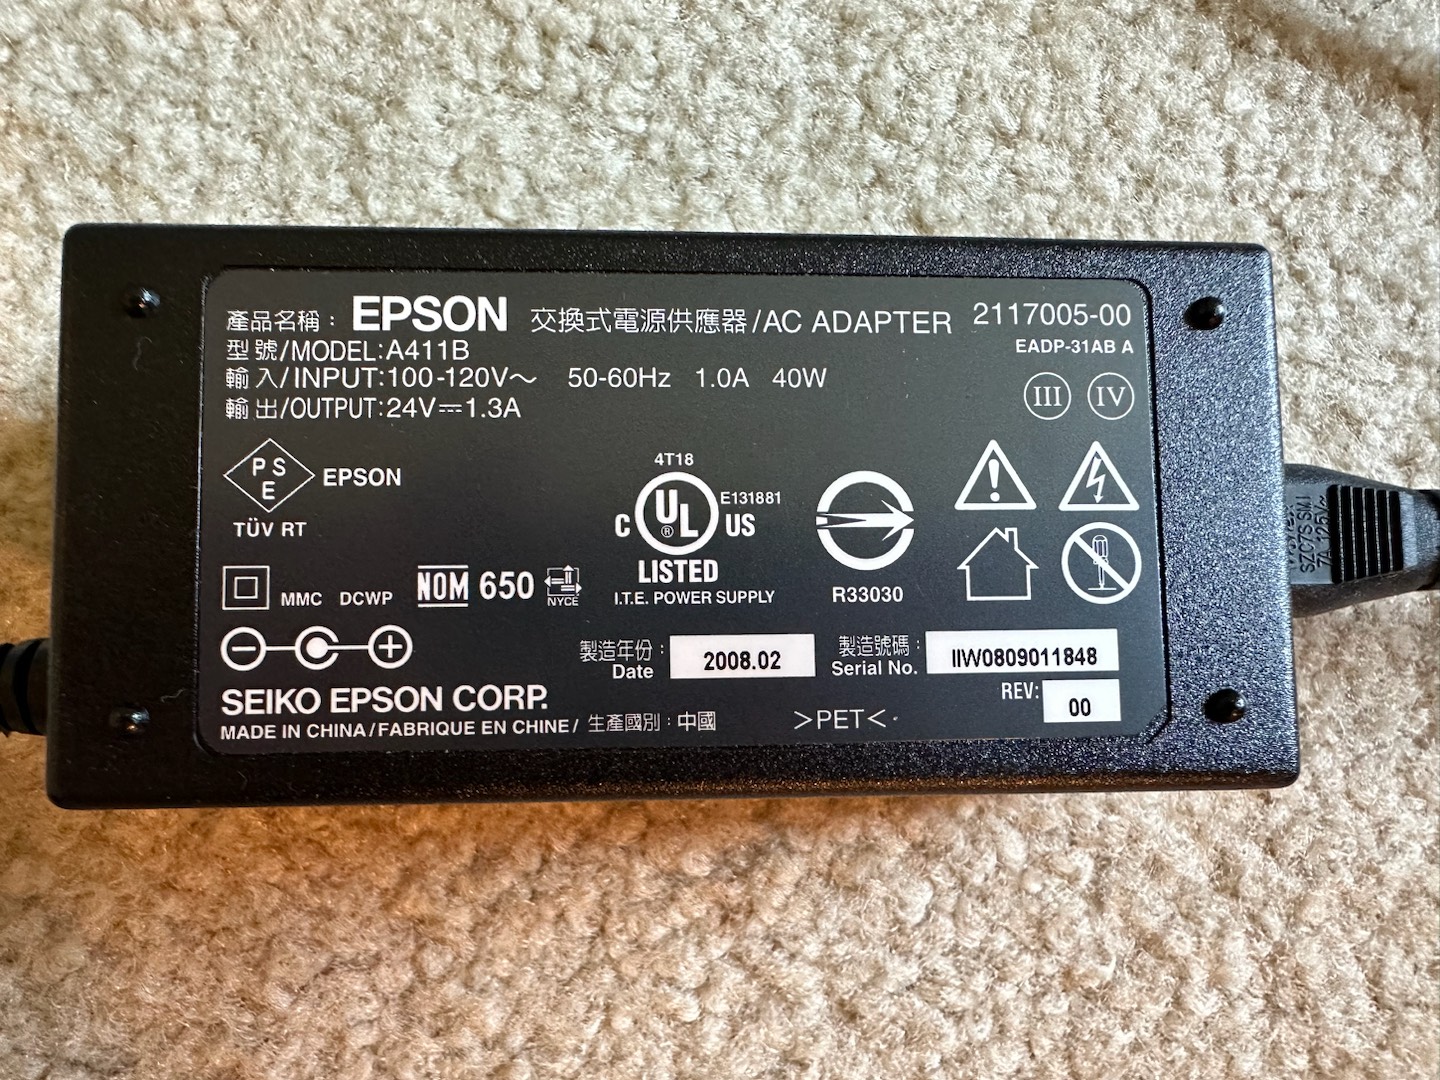 產品名稱：EPSON 交換式電源供應器/AC ADAPTER 2117005-00
型號/MODEL:A411B
EADP-31AB A
輸入/INPUT:100-120V～ 50-60Hz 1.0A 40W
輸出/OUTPUT:24V⎓1.3A
III IV
PSE EPSON
TÜV RT
4T18
C UL® US E131881
LISTED
I.T.E. POWER SUPPLY
R33030
MMC DCWP NOM 650 NYCE
製造年份：2008.02
Date
製造號碼：IIW0809011848
Serial No.
REV: 00
SEIKO EPSON CORP.
MADE IN CHINA/FABRIQUE EN CHINE/ 生產國別：中國 >PET<
SZC7SSM1
7A 125V~